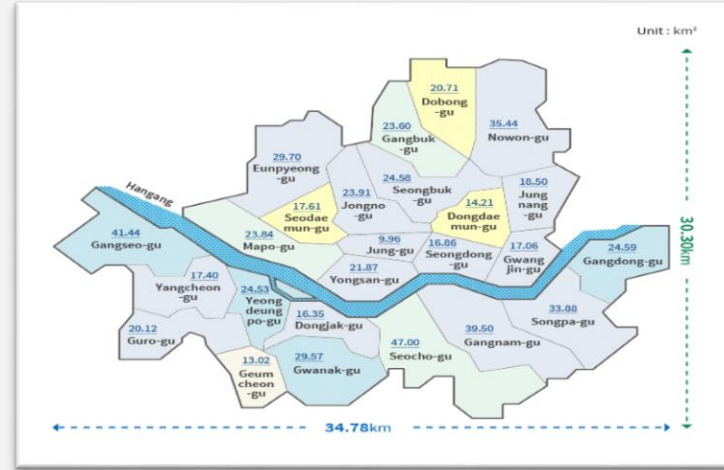 Unit : km²
20.71
Dobong
-gu
23.60
Gangbuk
-gu
35.44
Nowon-gu
29.70
Eunpyeong
-gu
24.58
Seongbuk
-gu
23.91
Jongno
-gu
18.50
Jung
nang
-gu
17.61
Seodae
mun-gu
14.21
Dongdae
mun-gu
Hangang
23.84
Mapo-gu
9.96
Jung-gu
16.86
Seongdong
-gu
17.06
Gwang
jin-gu
24.59
Gangdong-gu
41.44
Gangseo-gu
21.87
Yongsan-gu
17.40
Yangcheon
-gu
24.53
Yeong
deung
po-gu
16.35
Dongjak-gu
33.88
Songpa-gu
39.50
Gangnam-gu
20.12
Guro-gu
47.00
Seocho-gu
13.02
Geum
cheon
-gu
29.57
Gwanak-gu
30.30km
34.78km